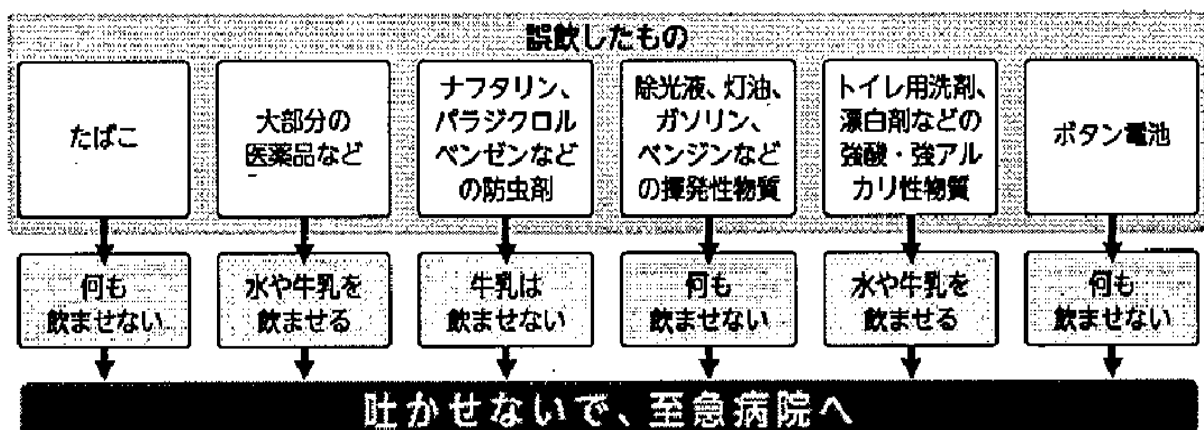 誤飲したもの
たばこ
大部分の
医薬品など
ナフタリン、
パラジクロル
ベンゼンなど
の防虫剤
除光液、灯油、
ガソリン、
ベンジンなど
の揮発性物質
トイレ用洗剤、
漂白剤などの
強酸・強アル
カリ性物質
ボタン電池
何も
飲ませない
水や牛乳を
飲ませる
牛乳は
飲ませない
何も
飲ませない
水や牛乳を
飲ませる
何も
飲ませない
吐かせないで、至急病院へ